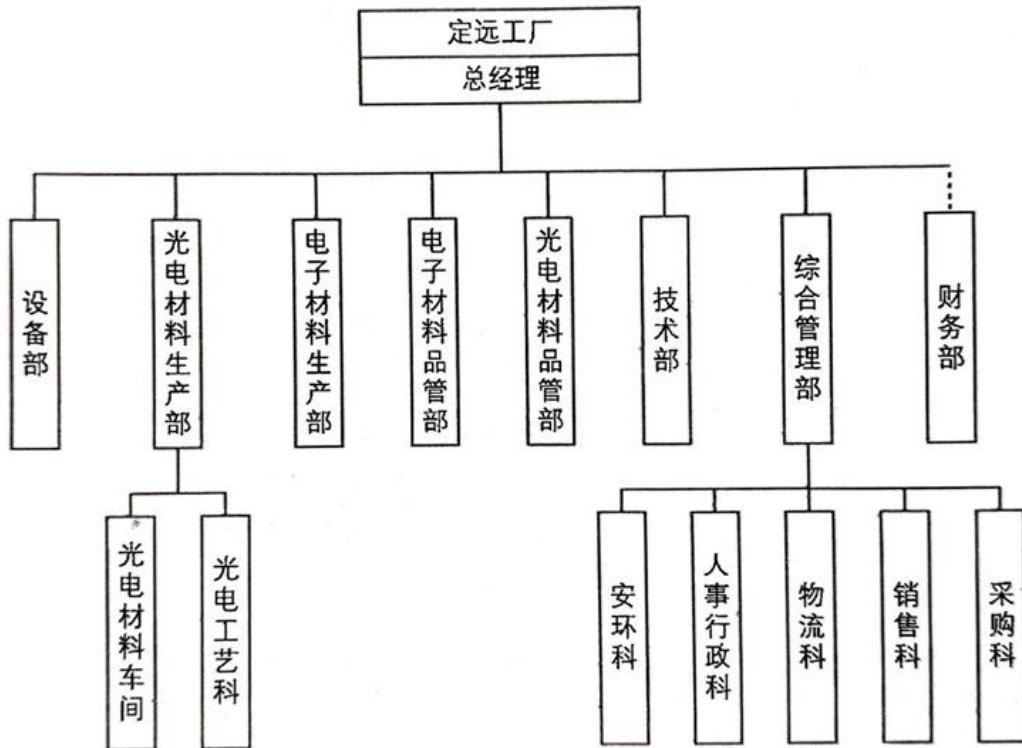 定远工厂
总经理
设备部
光电材料生产部
电子材料生产部
电子材料品管部
光电材料品管部
技术部
综合管理部
财务部
光电材料车间
光电工艺科
安环科
人事行政科
物流科
销售科
采购科